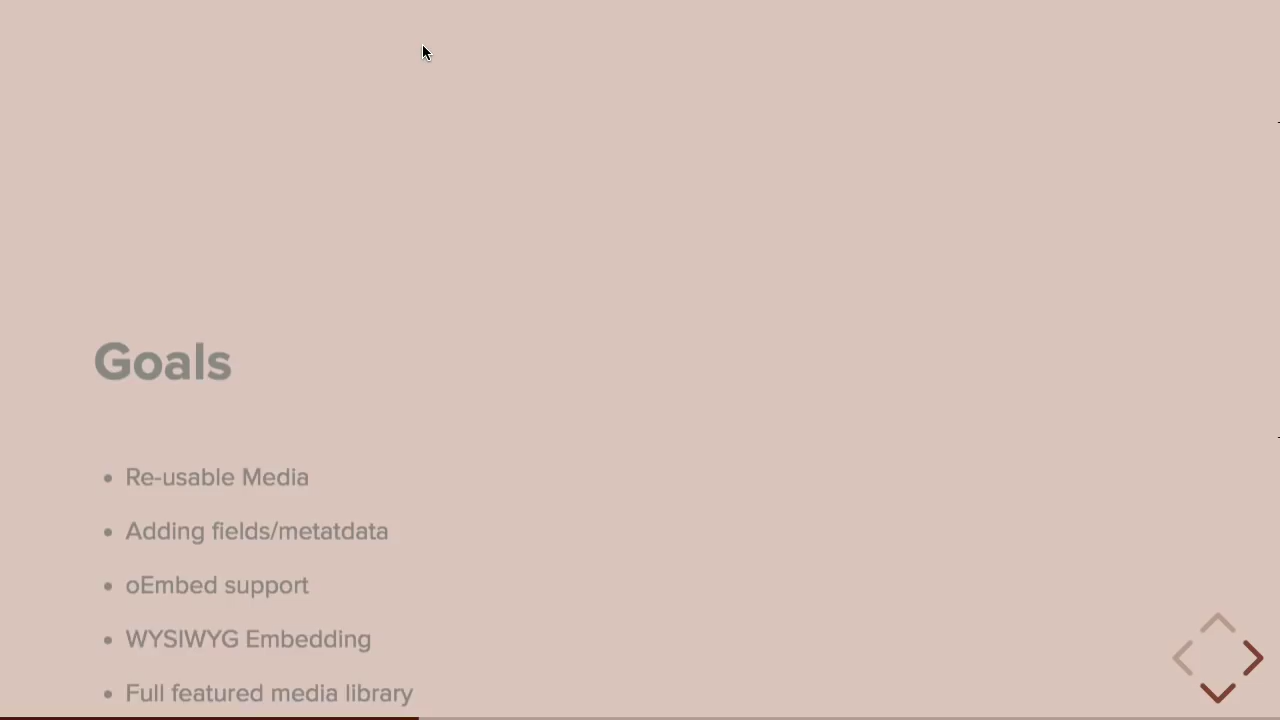 Goals
Re-usable Media
Adding fields/metatdata
oEmbed support
WYSIWYG Embedding
Full featured media library